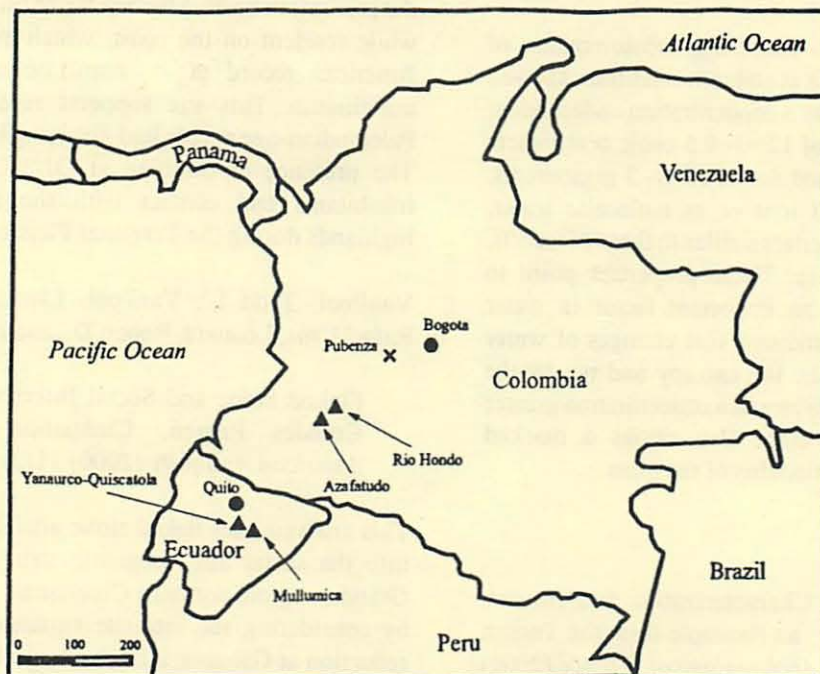 Atlantic Ocean
Panama
Venezuela
Bogota
Pacific Ocean
Pubenza
Colombia
Rio Hondo
Yanaurco-Quiscatola
Azafatudo
Quito
Ecuador
Brazil
Mullumica
Peru
0 100 200